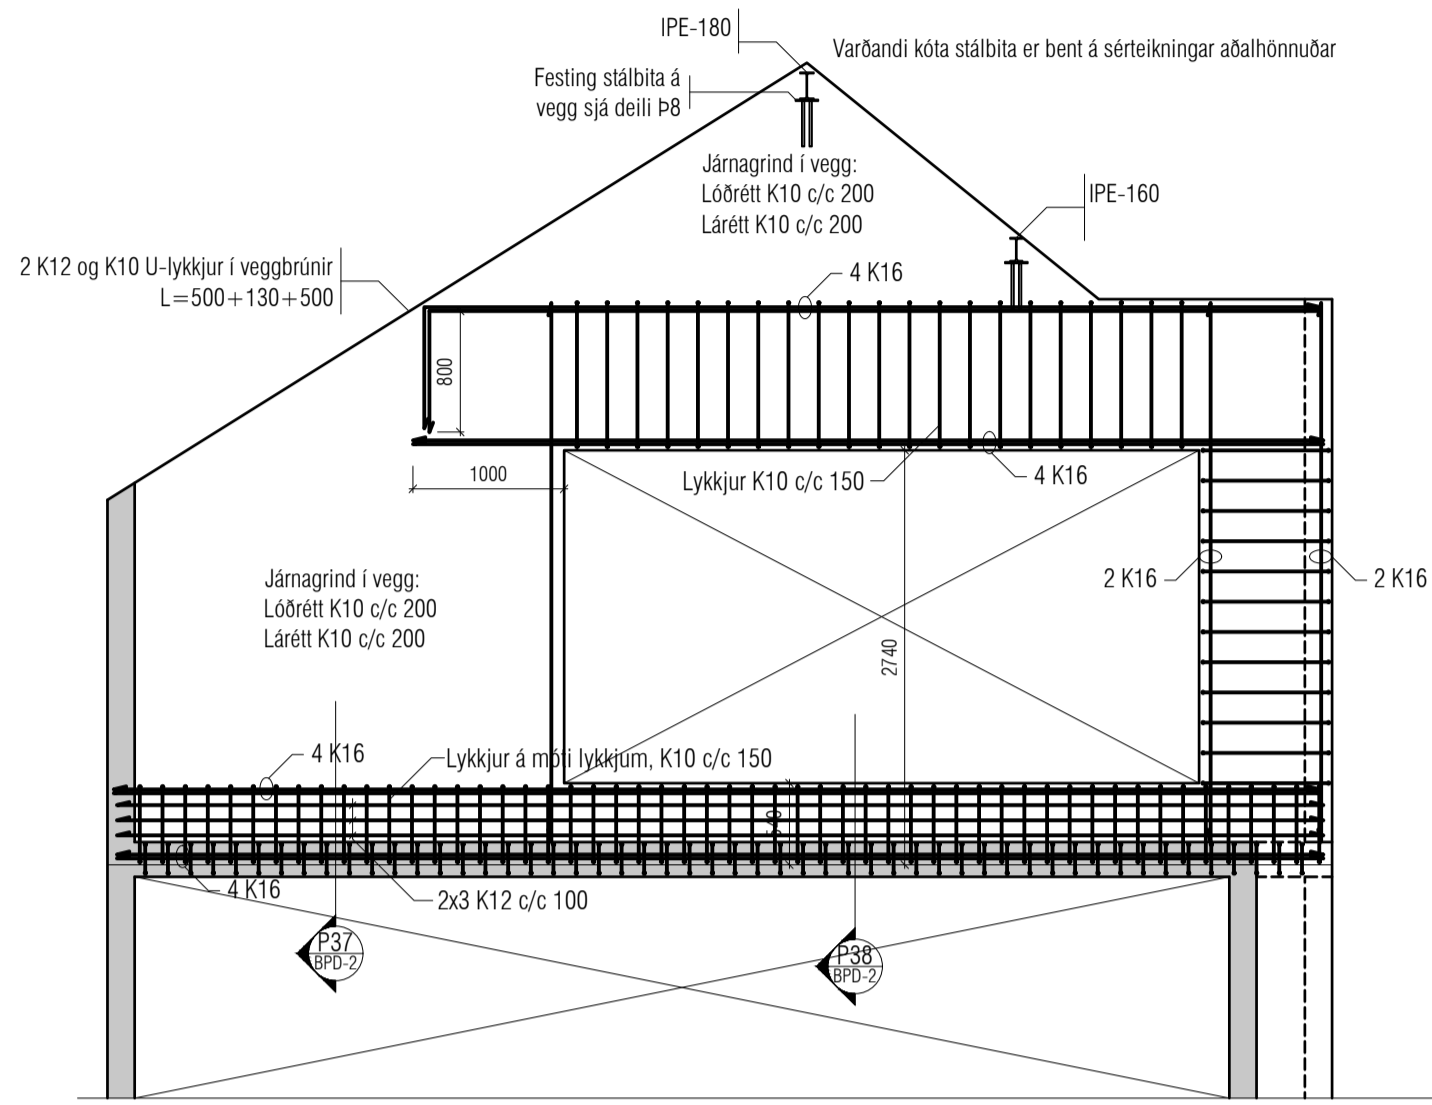 IPE-180
Varðandi kóta stálbita er bent á sérteikningar aðalhönnuðar
Festing stálbita á
vegg sjá deili Þ8
Járnagrind í vegg:
Lóðrétt K10 c/c 200
Lárétt K10 c/c 200
IPE-160
2 K12 og K10 U-lykkjur í veggbrúnir
L=500+130+500
4 K16
800
1000
Lykkjur K10 c/c 150
4 K16
2 K16
2 K16
Járnagrind í vegg:
Lóðrétt K10 c/c 200
Lárétt K10 c/c 200
2740
4 K16
Lykkjur á móti lykkjum, K10 c/c 150
540
4 K16
2x3 K12 c/c 100
P37
BPD-2
P38
BPD-2